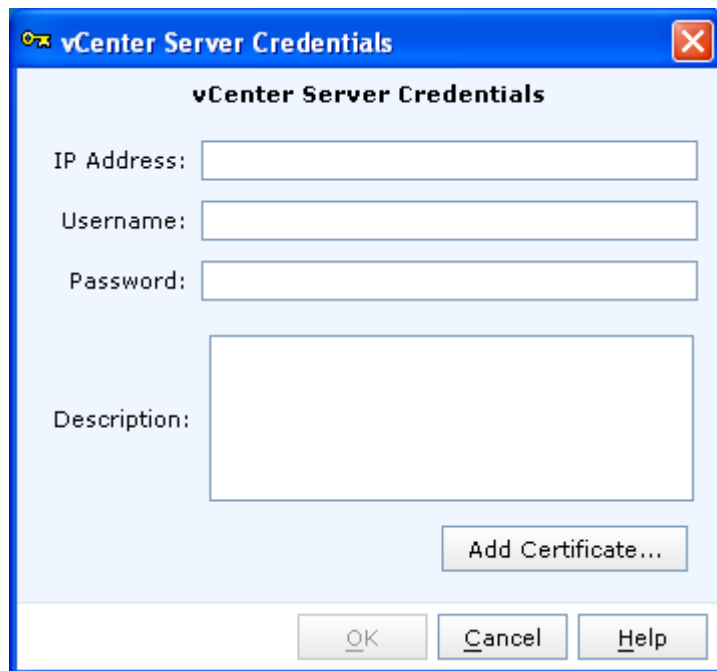 vCenter Server Credentials
vCenter Server Credentials
IP Address:
Username:
Password:
Description:
Add Certificate...
OK Cancel Help